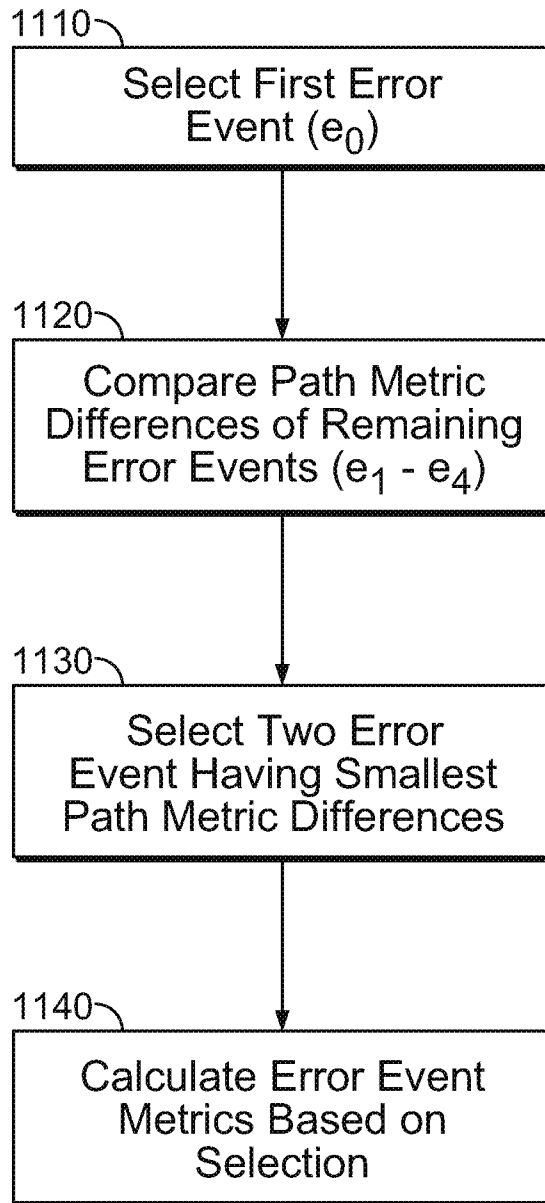 1110
Select First Error
Event (e0)
1120
Compare Path Metric
Differences of Remaining
Error Events (e1 - e4)
1130
Select Two Error
Event Having Smallest
Path Metric Differences
1140
Calculate Error Event
Metrics Based on
Selection